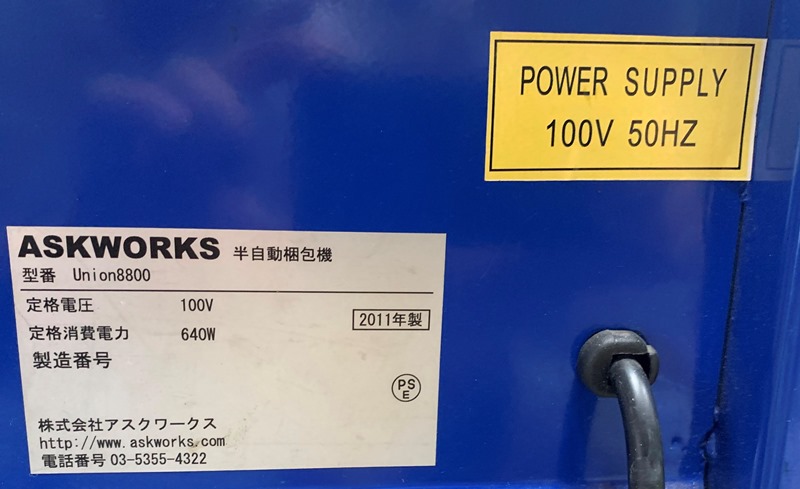 POWER SUPPLY
100V 50HZ
ASKWORKS 半自動梱包機
型番 Union8800
定格電圧 100V
2011年製
定格消費電力 640W
製造番号
PS
E
株式会社アスクワークス
http://www.askworks.com
電話番号 03-5355-4322